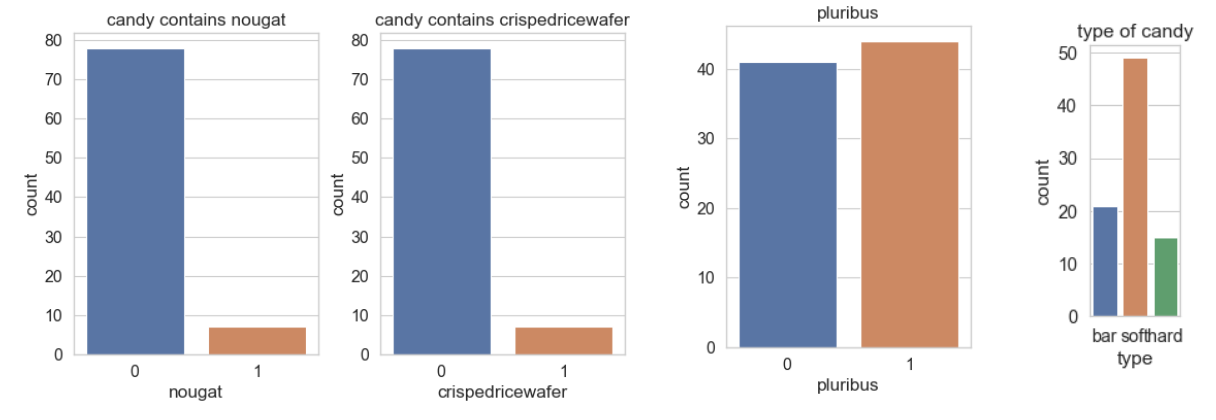 candy contains nougat
80
70
60
50
40
30
20
10
0
count
0 1
nougat
candy contains crispedricewafer
80
70
60
50
40
30
20
10
0
count
0 1
crispedricewafer
pluribus
40
30
20
10
0
count
0 1
pluribus
type of candy
50
40
30
20
10
0
count
bar soft hard
type